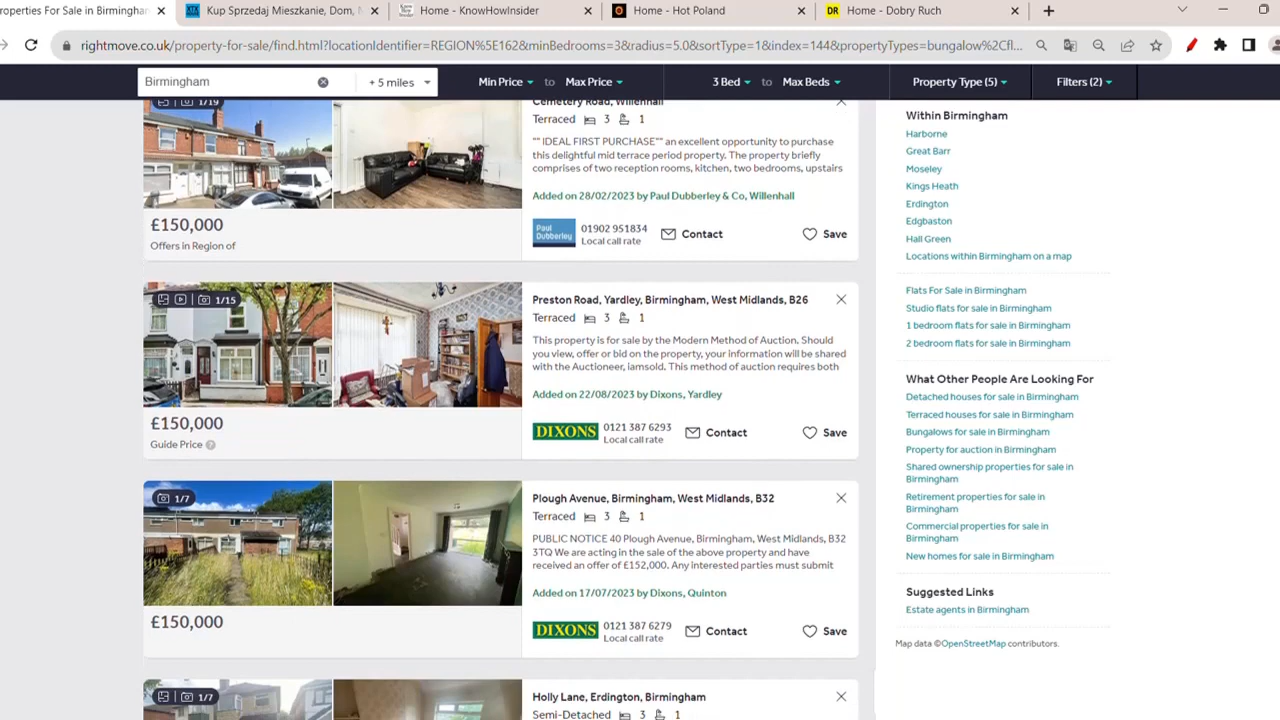 roperties For Sale in Birminghan
Kup Sprzedaj Mieszkanie, Dom,
Home - KnowHowInsider
Home - Hot Poland
DR Home - Dobry Ruch
rightmove.co.uk/property-for-sale/find.html?locationIdentifier=REGION%5E162&minBedrooms=3&radius=5.0&sortType=1&index=144&propertyTypes=bungalow%2Cfl...
Birmingham
+ 5 miles
Min Price to Max Price
3 Bed to Max Beds
Property Type (5)
Filters (2)
1/19
Cemetery Road, Willenhall
Terraced 3 1
"" IDEAL FIRST PURCHASE"" an excellent opportunity to purchase
this delightful mid terrace period property. The property briefly
comprises of two reception rooms, kitchen, two bedrooms, upstairs
Added on 28/02/2023 by Paul Dubberley & Co, Willenhall
£150,000
Offers in Region of
Paul
Dubberley
01902 951834
Local call rate
Contact
Save
1/15
Preston Road, Yardley, Birmingham, West Midlands, B26
Terraced 3 1
This property is for sale by the Modern Method of Auction. Should
you view, offer or bid on the property, your information will be shared
with the Auctioneer, iamsold. This method of auction requires both
Added on 22/08/2023 by Dixons, Yardley
£150,000
Guide Price ?
DIXONS
0121 387 6293
Local call rate
Contact
Save
1/7
Plough Avenue, Birmingham, West Midlands, B32
Terraced 3 1
PUBLIC NOTICE 40 Plough Avenue, Birmingham, West Midlands, B32
3TQ We are acting in the sale of the above property and have
received an offer of £152,000. Any interested parties must submit
Added on 17/07/2023 by Dixons, Quinton
£150,000
DIXONS
0121 387 6279
Local call rate
Contact
Save
1/7
Holly Lane, Erdington, Birmingham
Semi-Detached 3 1
Within Birmingham
Harborne
Great Barr
Moseley
Kings Heath
Erdington
Edgbaston
Hall Green
Locations within Birmingham on a map
Flats For Sale in Birmingham
Studio flats for sale in Birmingham
1 bedroom flats for sale in Birmingham
2 bedroom flats for sale in Birmingham
What Other People Are Looking For
Detached houses for sale in Birmingham
Terraced houses for sale in Birmingham
Bungalows for sale in Birmingham
Property for auction in Birmingham
Shared ownership properties for sale in
Birmingham
Retirement properties for sale in
Birmingham
Commercial properties for sale in
Birmingham
New homes for sale in Birmingham
Suggested Links
Estate agents in Birmingham
Map data ©OpenStreetMap contributors.